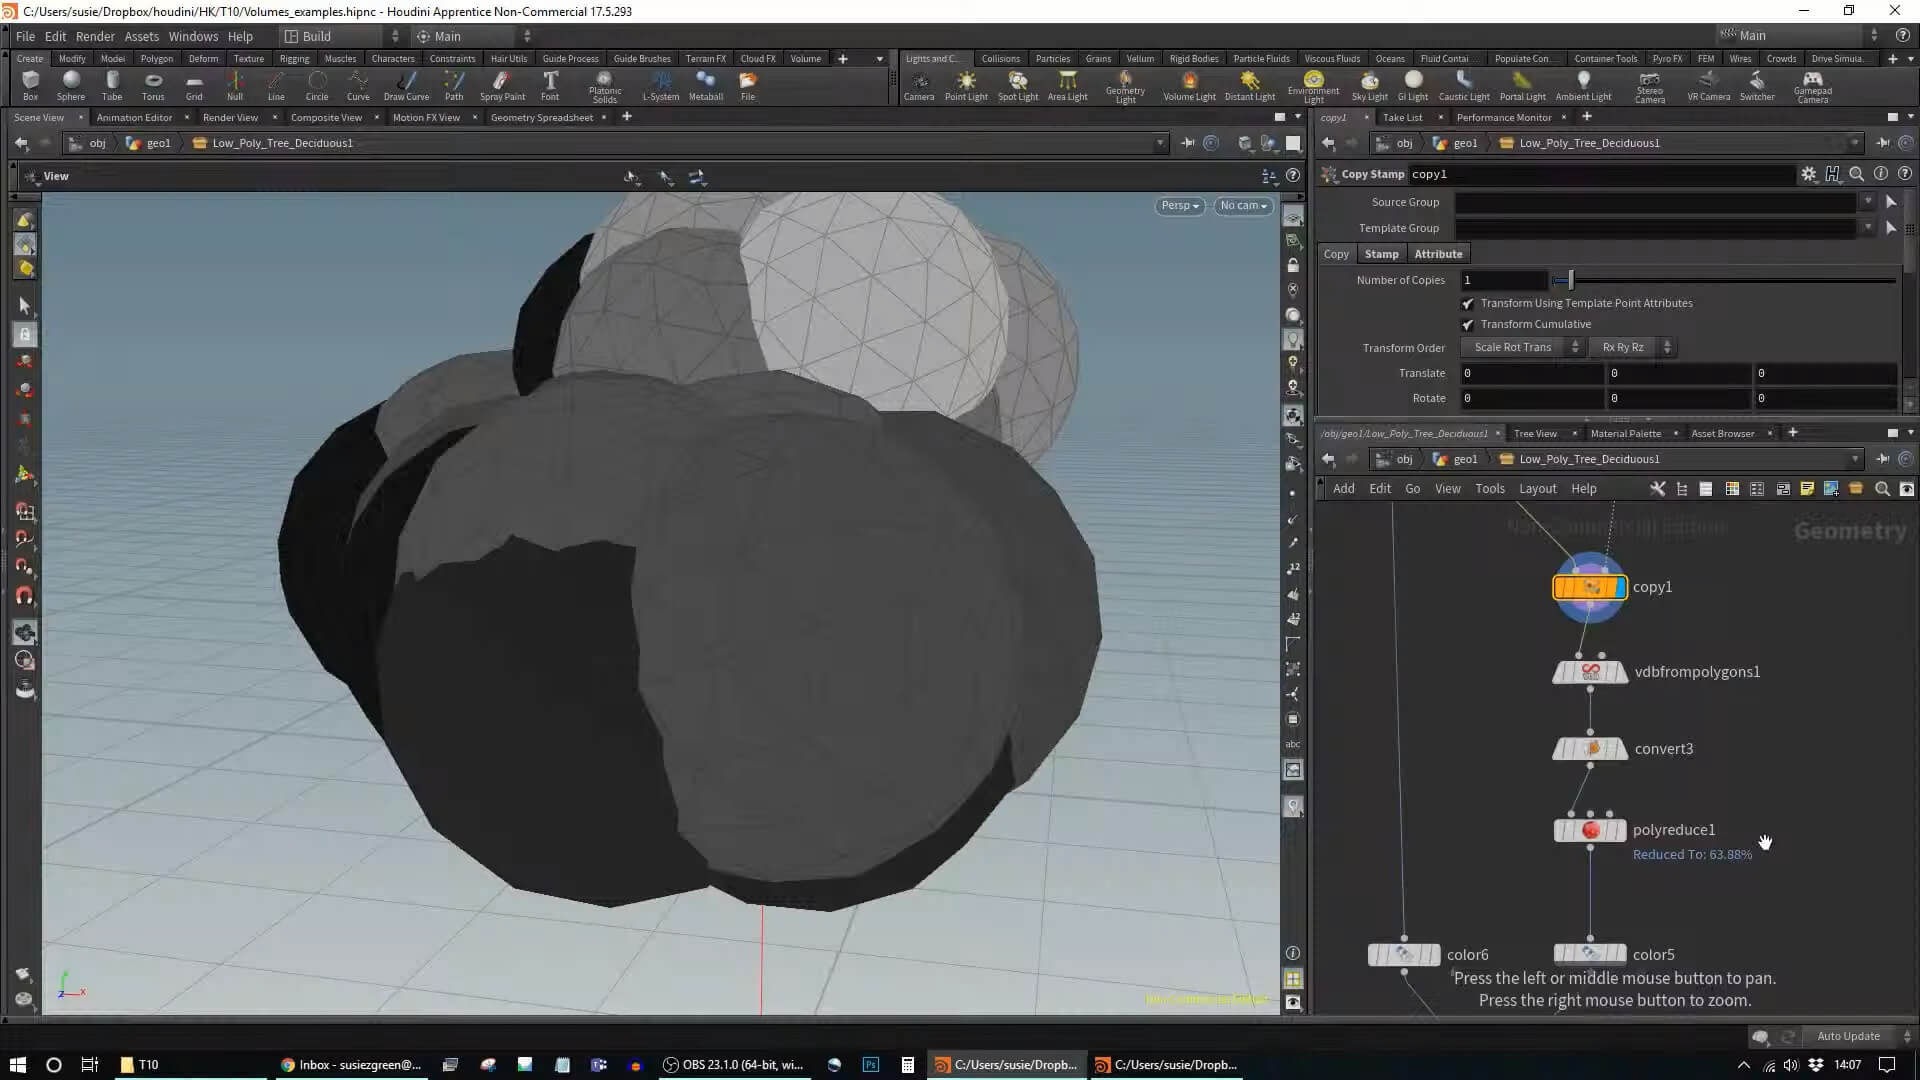 C:/Users/susie/Dropbox/houdini/HK/T10/Volumes_examples.hipnc - Houdini Apprentice Non-Commercial 17.5.293
File Edit Render Assets Windows Help Build Main Main
Create Modify Model Polygon Deform Texture Rigging Muscles Characters Constraints Hair Utils Guide Process Guide Brushes Terrain FX Cloud FX Volume
Lights and C... Collisions Particles Grains Vellum Rigid Bodies Particle Fluids Viscous Fluids Oceans Fluid Contai... Populate Con... Container Tools Pyro FX FEM Wires Crowds Drive Simula...
Box Sphere Tube Torus Grid Null Line Circle Curve Draw Curve Path Spray Paint Font Platonic Solids L-System Metaball File
Camera Point Light Spot Light Area Light Geometry Light Volume Light Distant Light Environment Light Sky Light GI Light Caustic Light Portal Light Ambient Light Stereo Camera VR Camera Switcher Gamepad Camera
Scene View Animation Editor Render View Composite View Motion FX View Geometry Spreadsheet
copy1 Take List Performance Monitor
obj geo1 Low_Poly_Tree_Deciduous1
obj geo1 Low_Poly_Tree_Deciduous1
View
Persp No cam
Copy Stamp copy1
Source Group
Template Group
Copy Stamp Attribute
Number of Copies 1
Transform Using Template Point Attributes
Transform Cumulative
Transform Order Scale Rot Trans Rx Ry Rz
Translate 0 0 0
Rotate 0 0 0
/obj/geo1/Low_Poly_Tree_Deciduous1 Tree View Material Palette Asset Browser
obj geo1 Low_Poly_Tree_Deciduous1
Add Edit Go View Tools Layout Help
Non-Commercial Edition
Geometry
copy1
vdbfrompolygons1
convert3
polyreduce1
Reduced To: 63.88%
color6
color5
Press the left or middle mouse button to pan.
Press the right mouse button to zoom.
12
12
abc
z x
Auto Update
T10
Inbox - susiezgreen@...
OBS 23.1.0 (64-bit, wi...
Ps
C:/Users/susie/Dropb...
C:/Users/susie/Dropb...
14:07